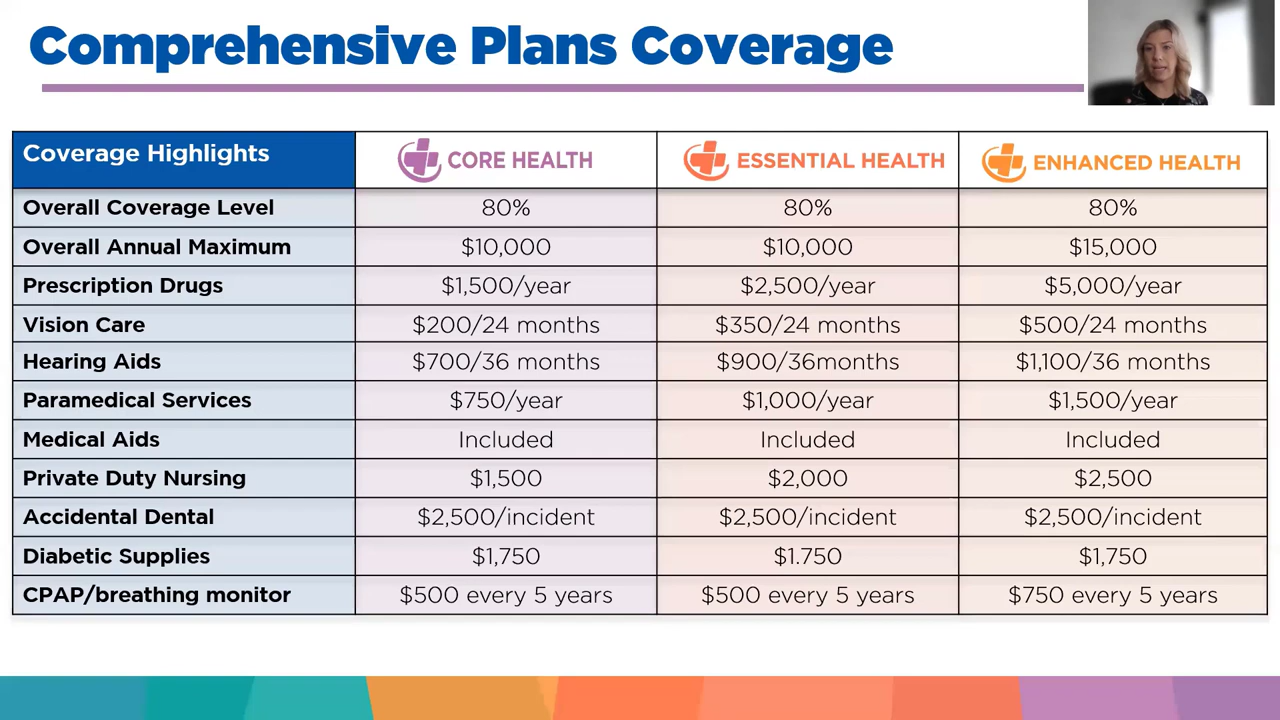 Comprehensive Plans Coverage
Coverage Highlights CORE HEALTH ESSENTIAL HEALTH ENHANCED HEALTH
Overall Coverage Level 80% 80% 80%
Overall Annual Maximum $10,000 $10,000 $15,000
Prescription Drugs $1,500/year $2,500/year $5,000/year
Vision Care $200/24 months $350/24 months $500/24 months
Hearing Aids $700/36 months $900/36months $1,100/36 months
Paramedical Services $750/year $1,000/year $1,500/year
Medical Aids Included Included Included
Private Duty Nursing $1,500 $2,000 $2,500
Accidental Dental $2,500/incident $2,500/incident $2,500/incident
Diabetic Supplies $1,750 $1.750 $1,750
CPAP/breathing monitor $500 every 5 years $500 every 5 years $750 every 5 years